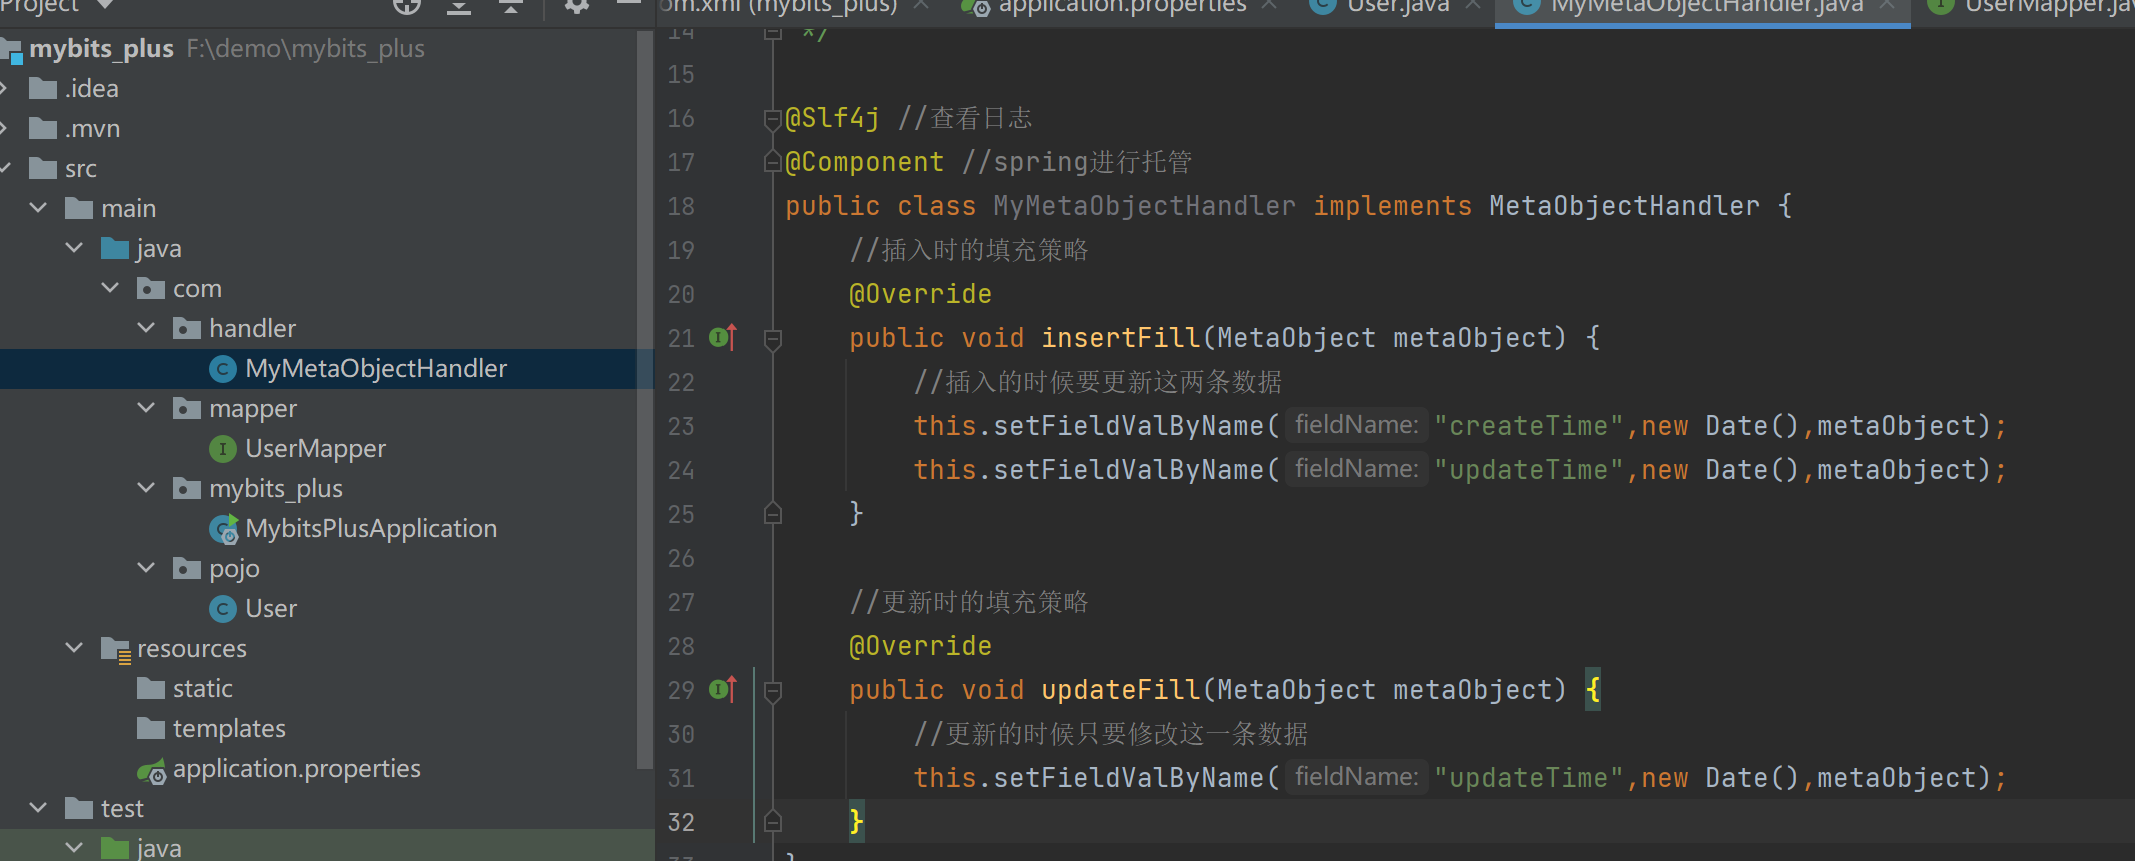 Project
mybits_plus F:\demo\mybits_plus
.idea
.mvn
src
main
java
com
handler
MyMetaObjectHandler
mapper
UserMapper
mybits_plus
MybitsPlusApplication
pojo
User
resources
static
templates
application.properties
test
java
om.xml (mybits_plus) application.properties User.java MyMetaObjectHandler.java UserMapper.jav
14 */
15
16 @Slf4j //查看日志
17 @Component //spring进行托管
18 public class MyMetaObjectHandler implements MetaObjectHandler {
19 //插入时的填充策略
20 @Override
21 public void insertFill(MetaObject metaObject) {
22 //插入的时候要更新这两条数据
23 this.setFieldValByName( fieldName: "createTime",new Date(),metaObject);
24 this.setFieldValByName( fieldName: "updateTime",new Date(),metaObject);
25 }
26
27 //更新时的填充策略
28 @Override
29 public void updateFill(MetaObject metaObject) {
30 //更新的时候只要修改这一条数据
31 this.setFieldValByName( fieldName: "updateTime",new Date(),metaObject);
32 }
33 }